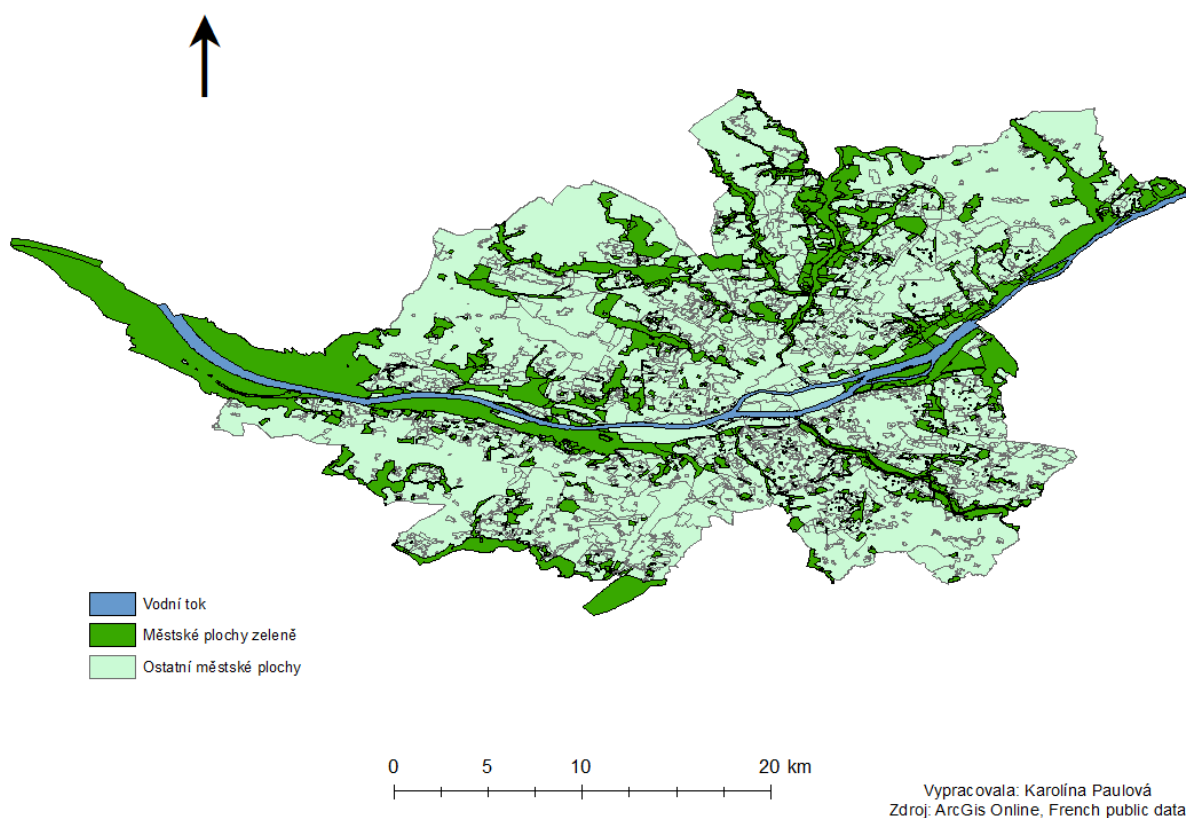 Vodní tok
Městské plochy zeleně
Ostatní městské plochy
0 5 10 20 km
Vypracovala: Karolína Paulová
Zdroj: ArcGis Online, French public data